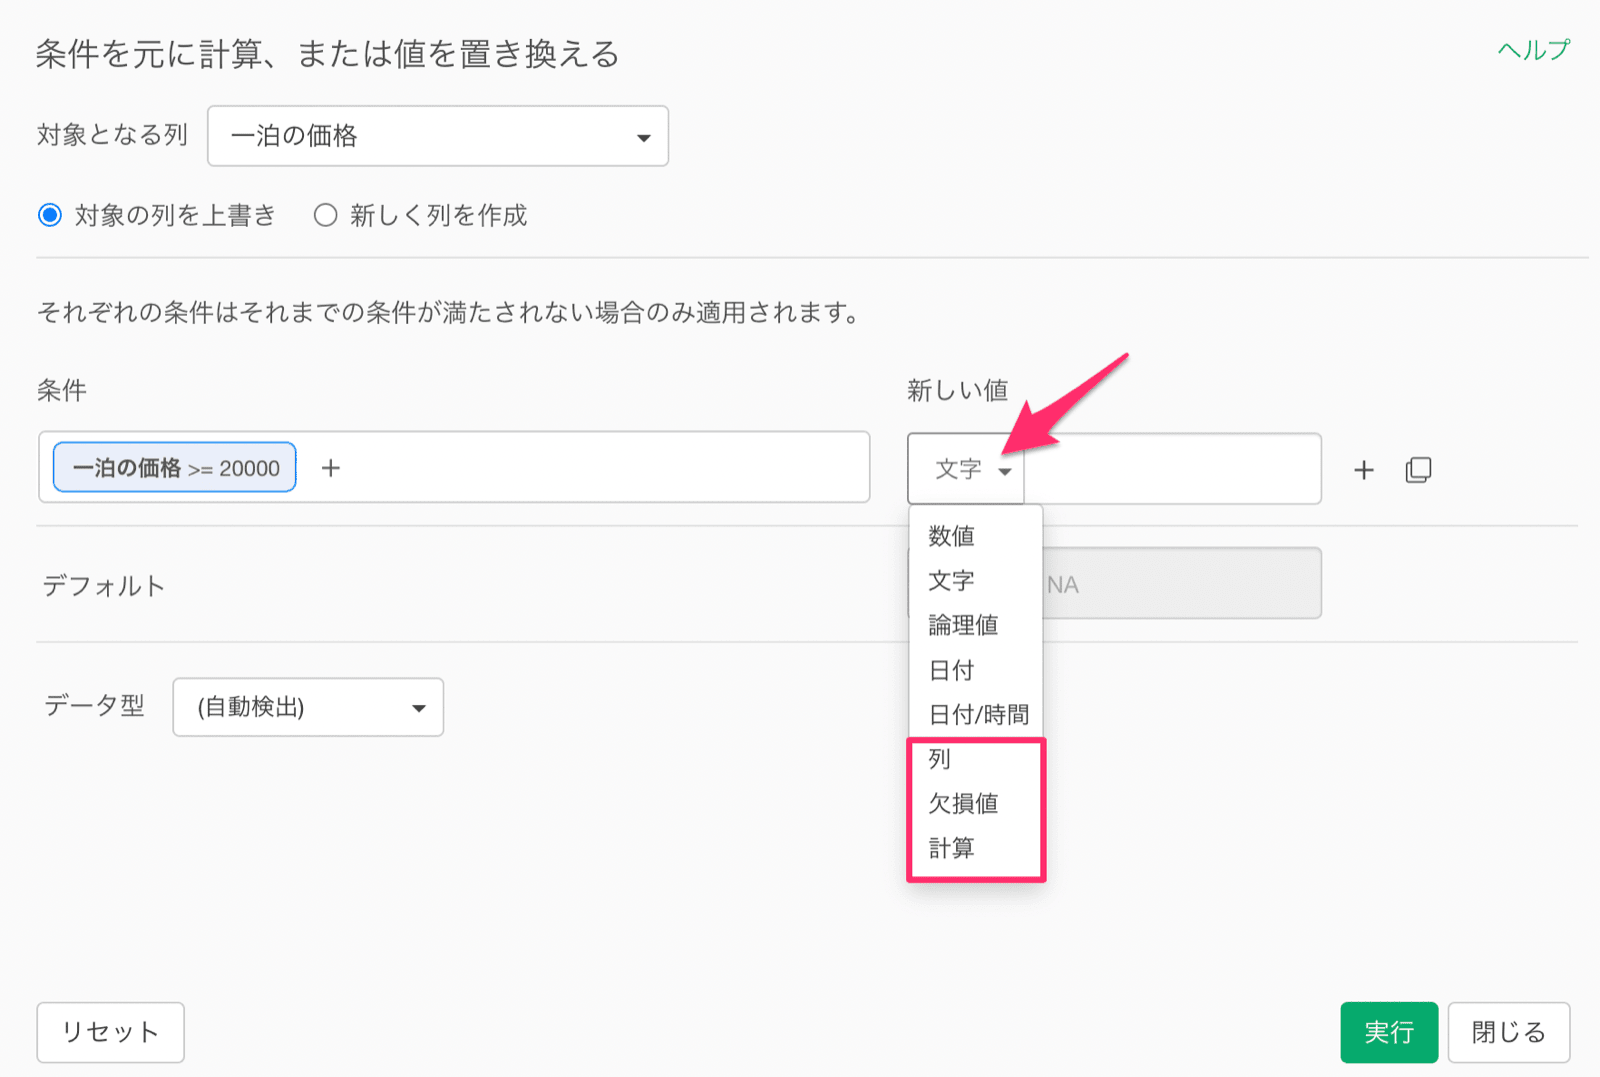 条件を元に計算、または値を置き換える
ヘルプ
対象となる列 一泊の価格
対象の列を上書き 新しく列を作成
それぞれの条件はそれまでの条件が満たされない場合のみ適用されます。
条件 新しい値
一泊の価格 >= 20000 + 文字 +
数値
デフォルト NA
文字
論理値
日付
データ型 (自動検出)
日付/時間
列
欠損値
計算
リセット 実行 閉じる